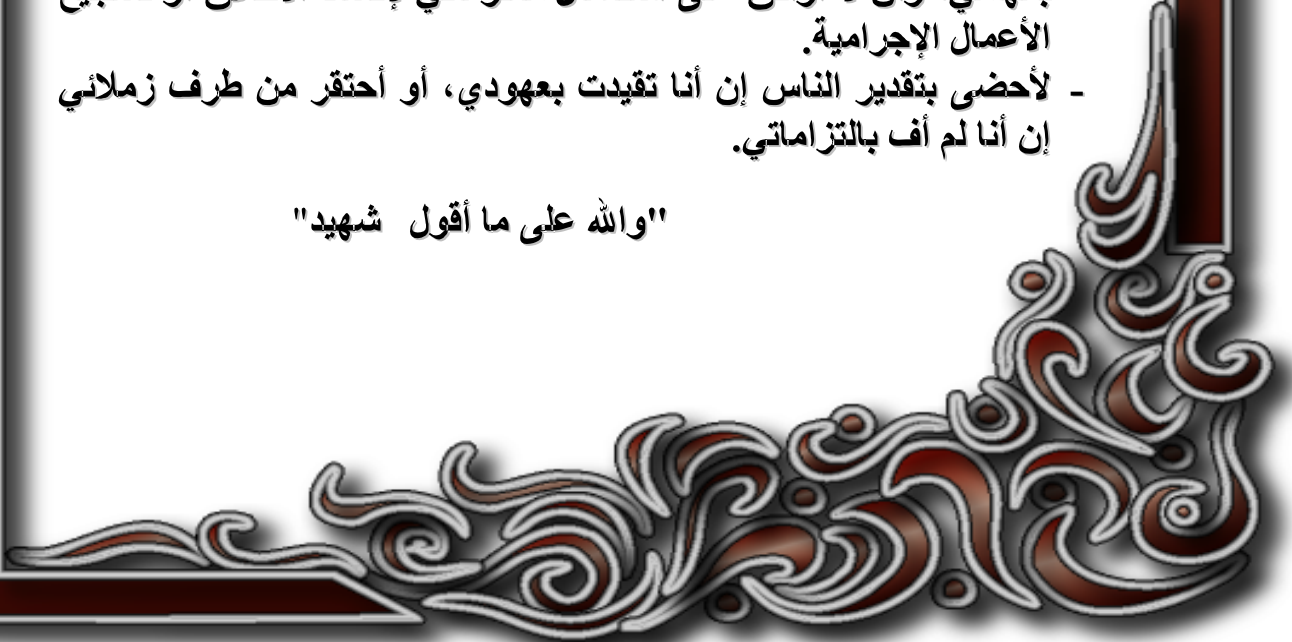 الأعمال الإجرامية.
- لأحضى بتقدير الناس إن أنا تقيدت بعهودي، أو أحتقر من طرف زملائي
إن أنا لم أف بالتزاماتي.
"والله على ما أقول شهيد"